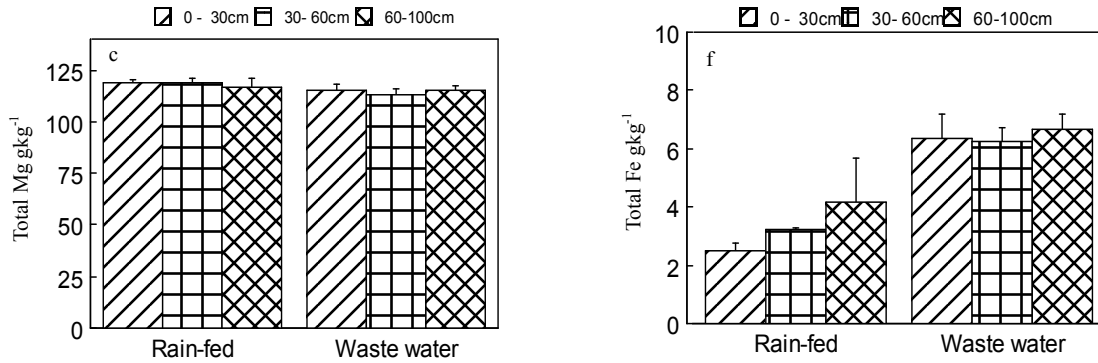 0 - 30cm 30- 60cm 60-100cm
c
125
100
75
50
25
0
Total Mg gkg-1
Rain-fed Waste water
0 - 30cm 30- 60cm 60-100cm
f
10
8
6
4
2
0
Total Fe gkg-1
Rain-fed Waste water